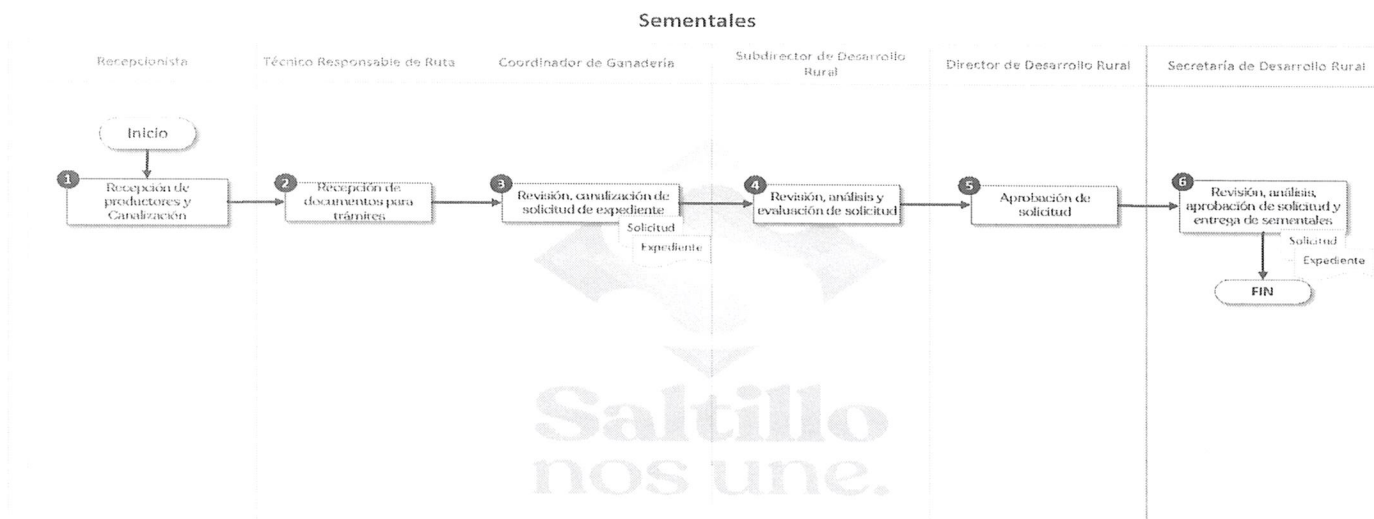 Sementales
Recepcionista
Técnico Responsable de Ruta
Coordinador de Ganadería
Subdirector de Desarrollo
Rural
Director de Desarrollo Rural
Secretaría de Desarrollo Rural
Inicio
1
Recepción de
productores y
Canalización
2
Recepción de
documentos para
trámites
3
Revisión, canalización de
solicitud de expediente
Solicitud
Expediente
4
Revisión, análisis y
evaluación de solicitud
5
Aprobación de
solicitud
6
Revisión, análisis,
aprobación de solicitud y
entrega de sementales
Solicitud
Expediente
FIN
Saltillo
nos une.